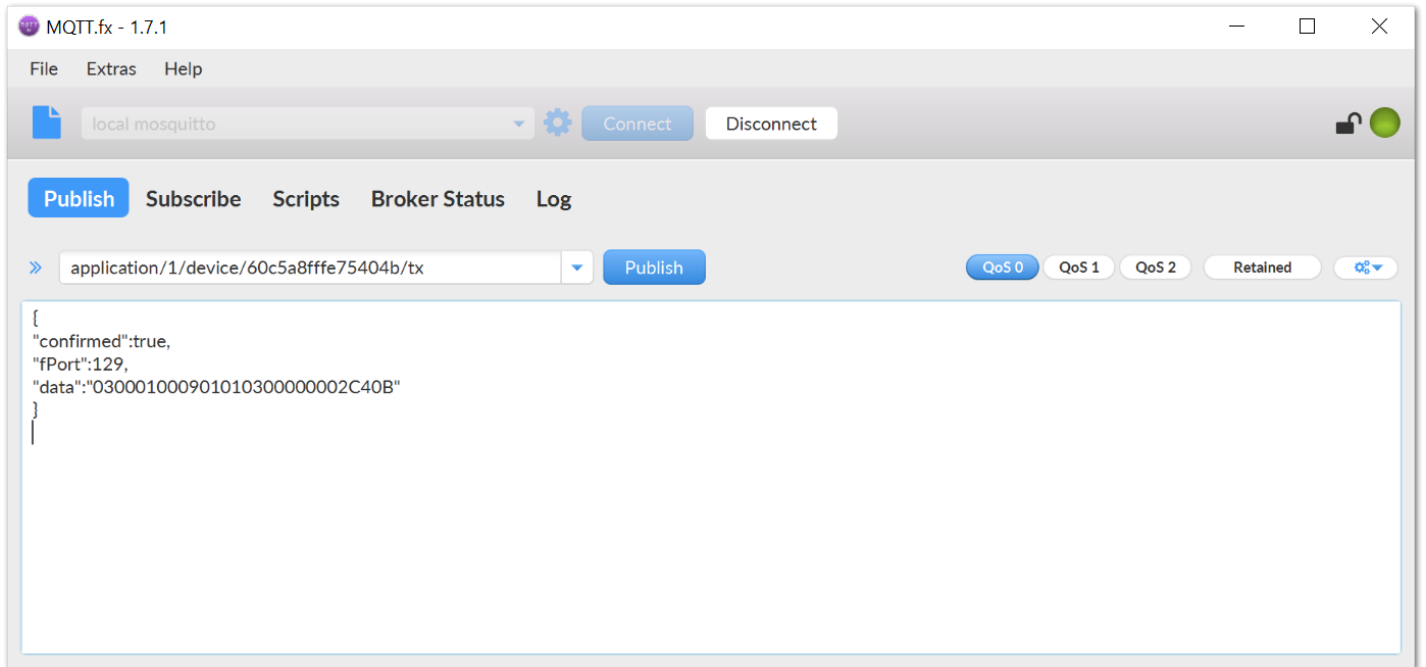 MQTT.fx - 1.7.1
File Extras Help
local mosquitto Connect Disconnect
Publish Subscribe Scripts Broker Status Log
application/1/device/60c5a8fffe75404b/tx Publish QoS 0 QoS 1 QoS 2 Retained
{
"confirmed":true,
"fPort":129,
"data":"030001000901010300000002C40B"
}